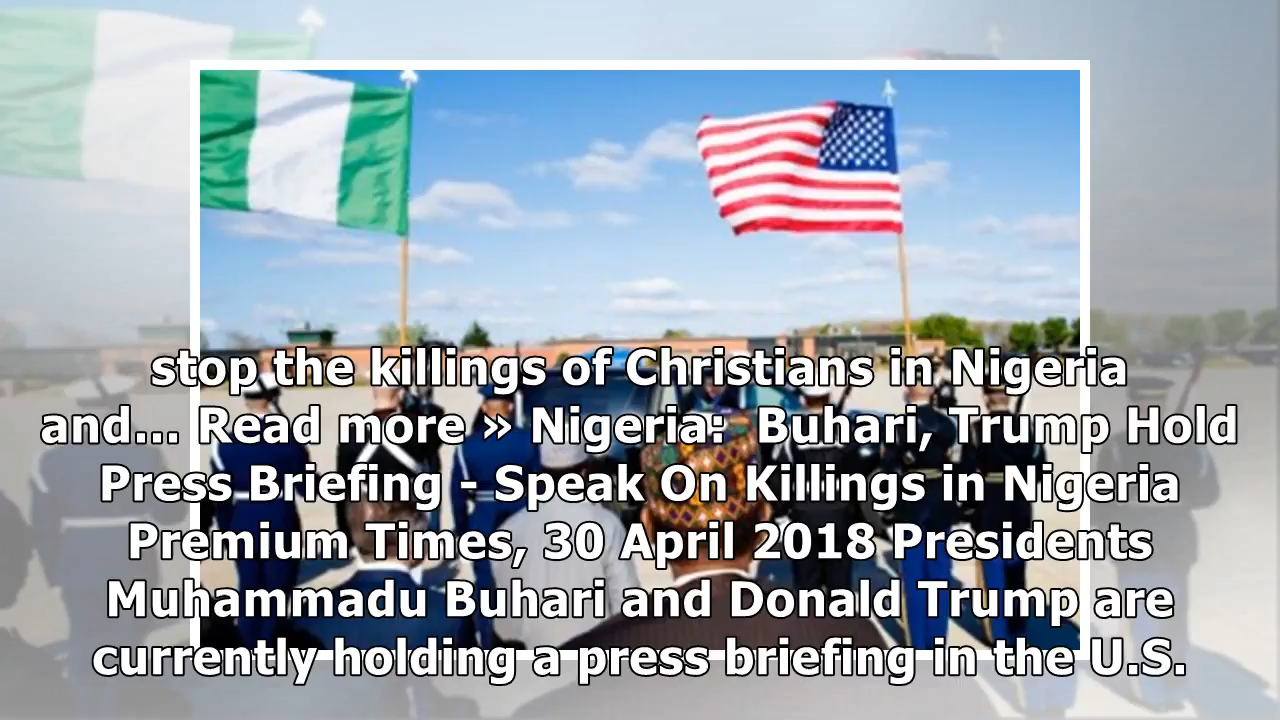 stop the killings of Christians in Nigeria
and... Read more » Nigeria:  Buhari, Trump Hold
Press Briefing - Speak On Killings in Nigeria
Premium Times, 30 April 2018 Presidents
Muhammadu Buhari and Donald Trump are
currently holding a press briefing in the U.S.